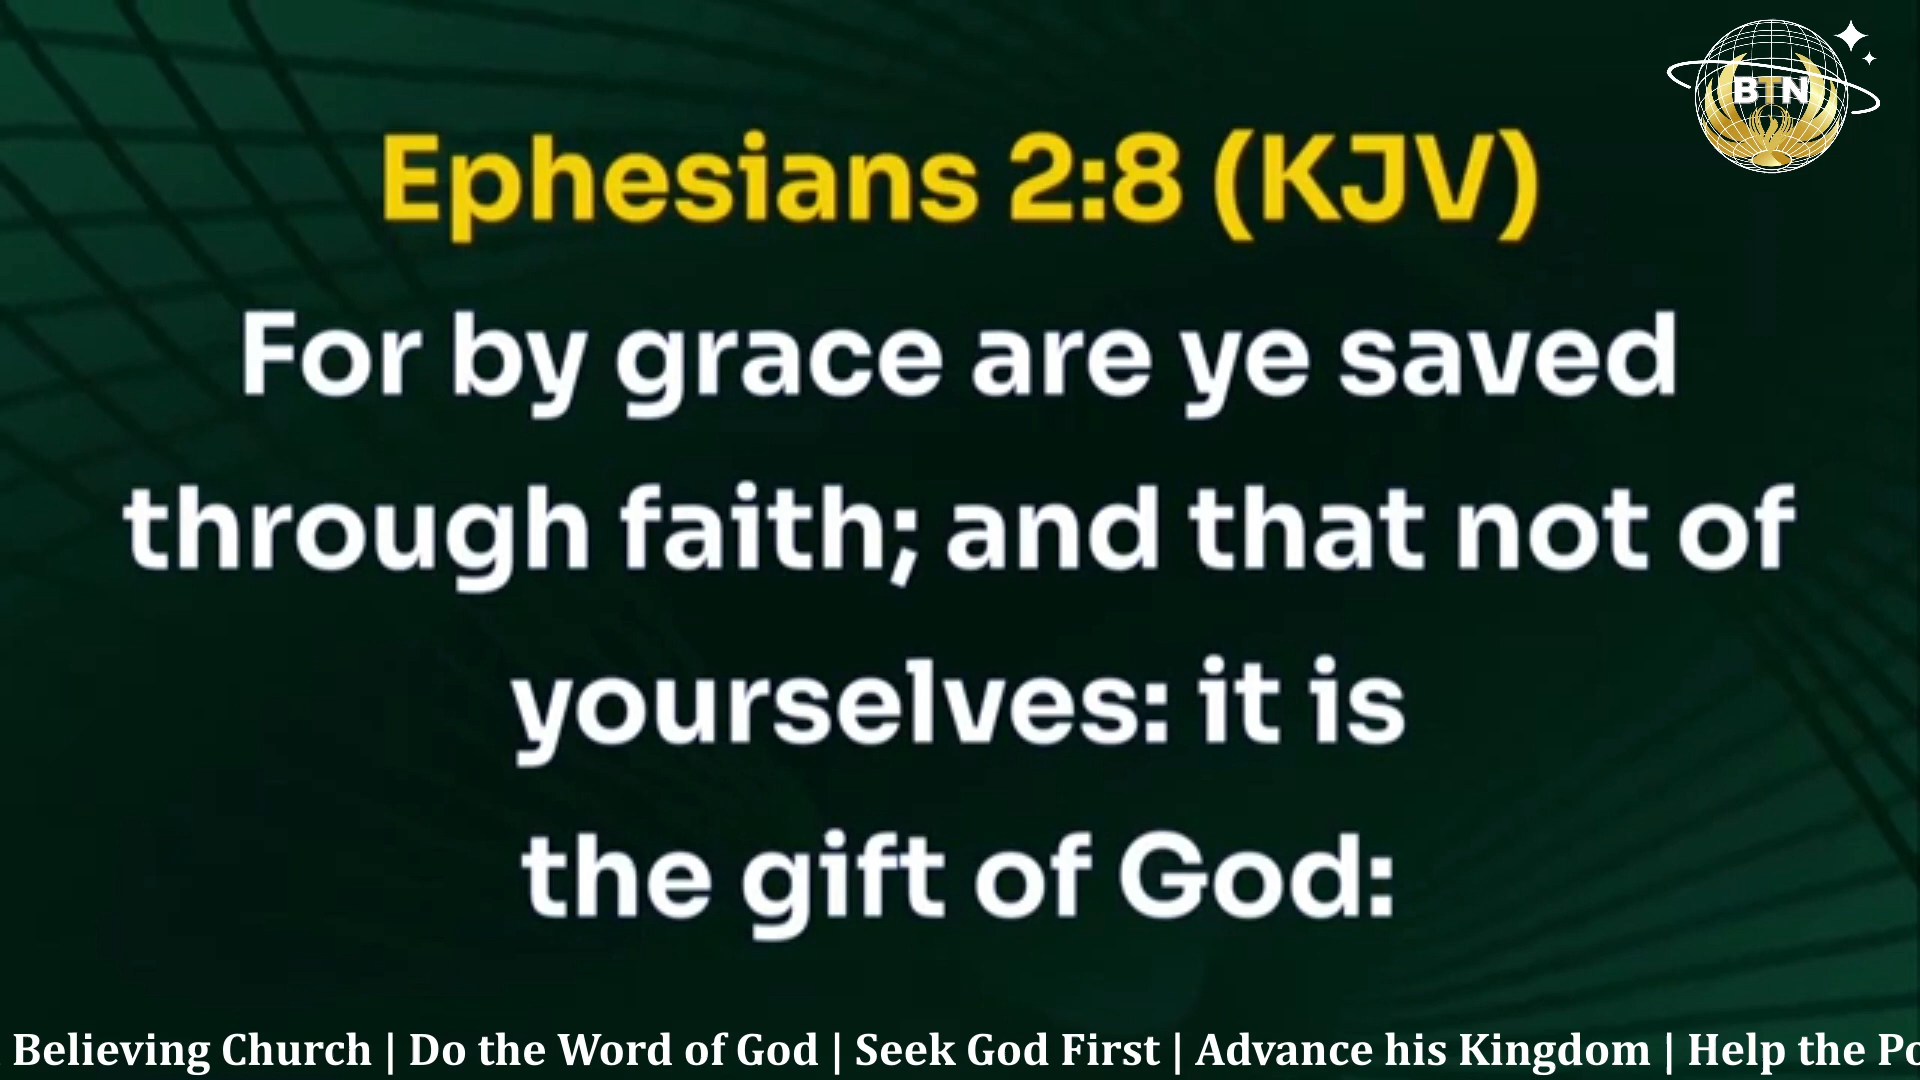 BTN
Ephesians 2:8 (KJV)
For by grace are ye saved
through faith; and that not of
yourselves: it is
the gift of God:
Believing Church | Do the Word of God | Seek God First | Advance his Kingdom | Help the